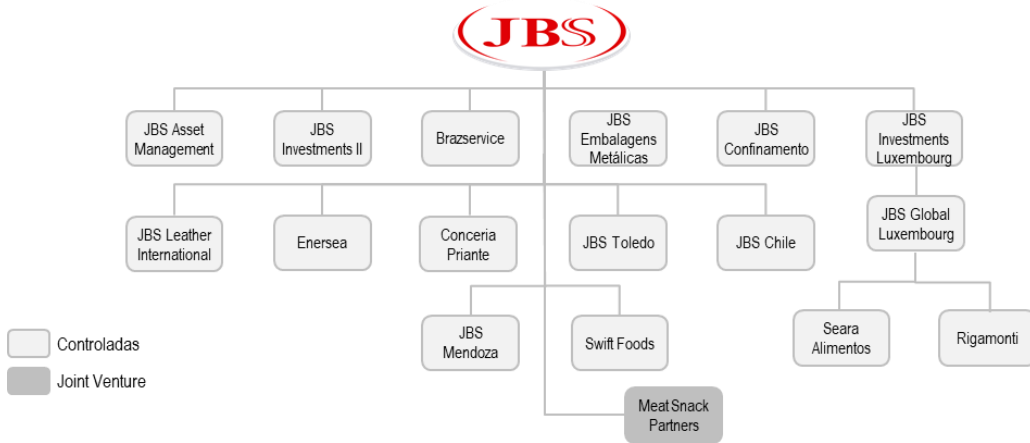 JBS
JBS Asset
Management
JBS
Investments II
Brazservice
JBS
Embalagens
Metálicas
JBS
Confinamento
JBS
Investments
Luxembourg
JBS Leather
International
Enersea
Conceria
Priante
JBS Toledo
JBS Chile
JBS Global
Luxembourg
JBS
Mendoza
Swift Foods
Seara
Alimentos
Rigamonti
Controladas
Joint Venture
Meat Snack
Partners